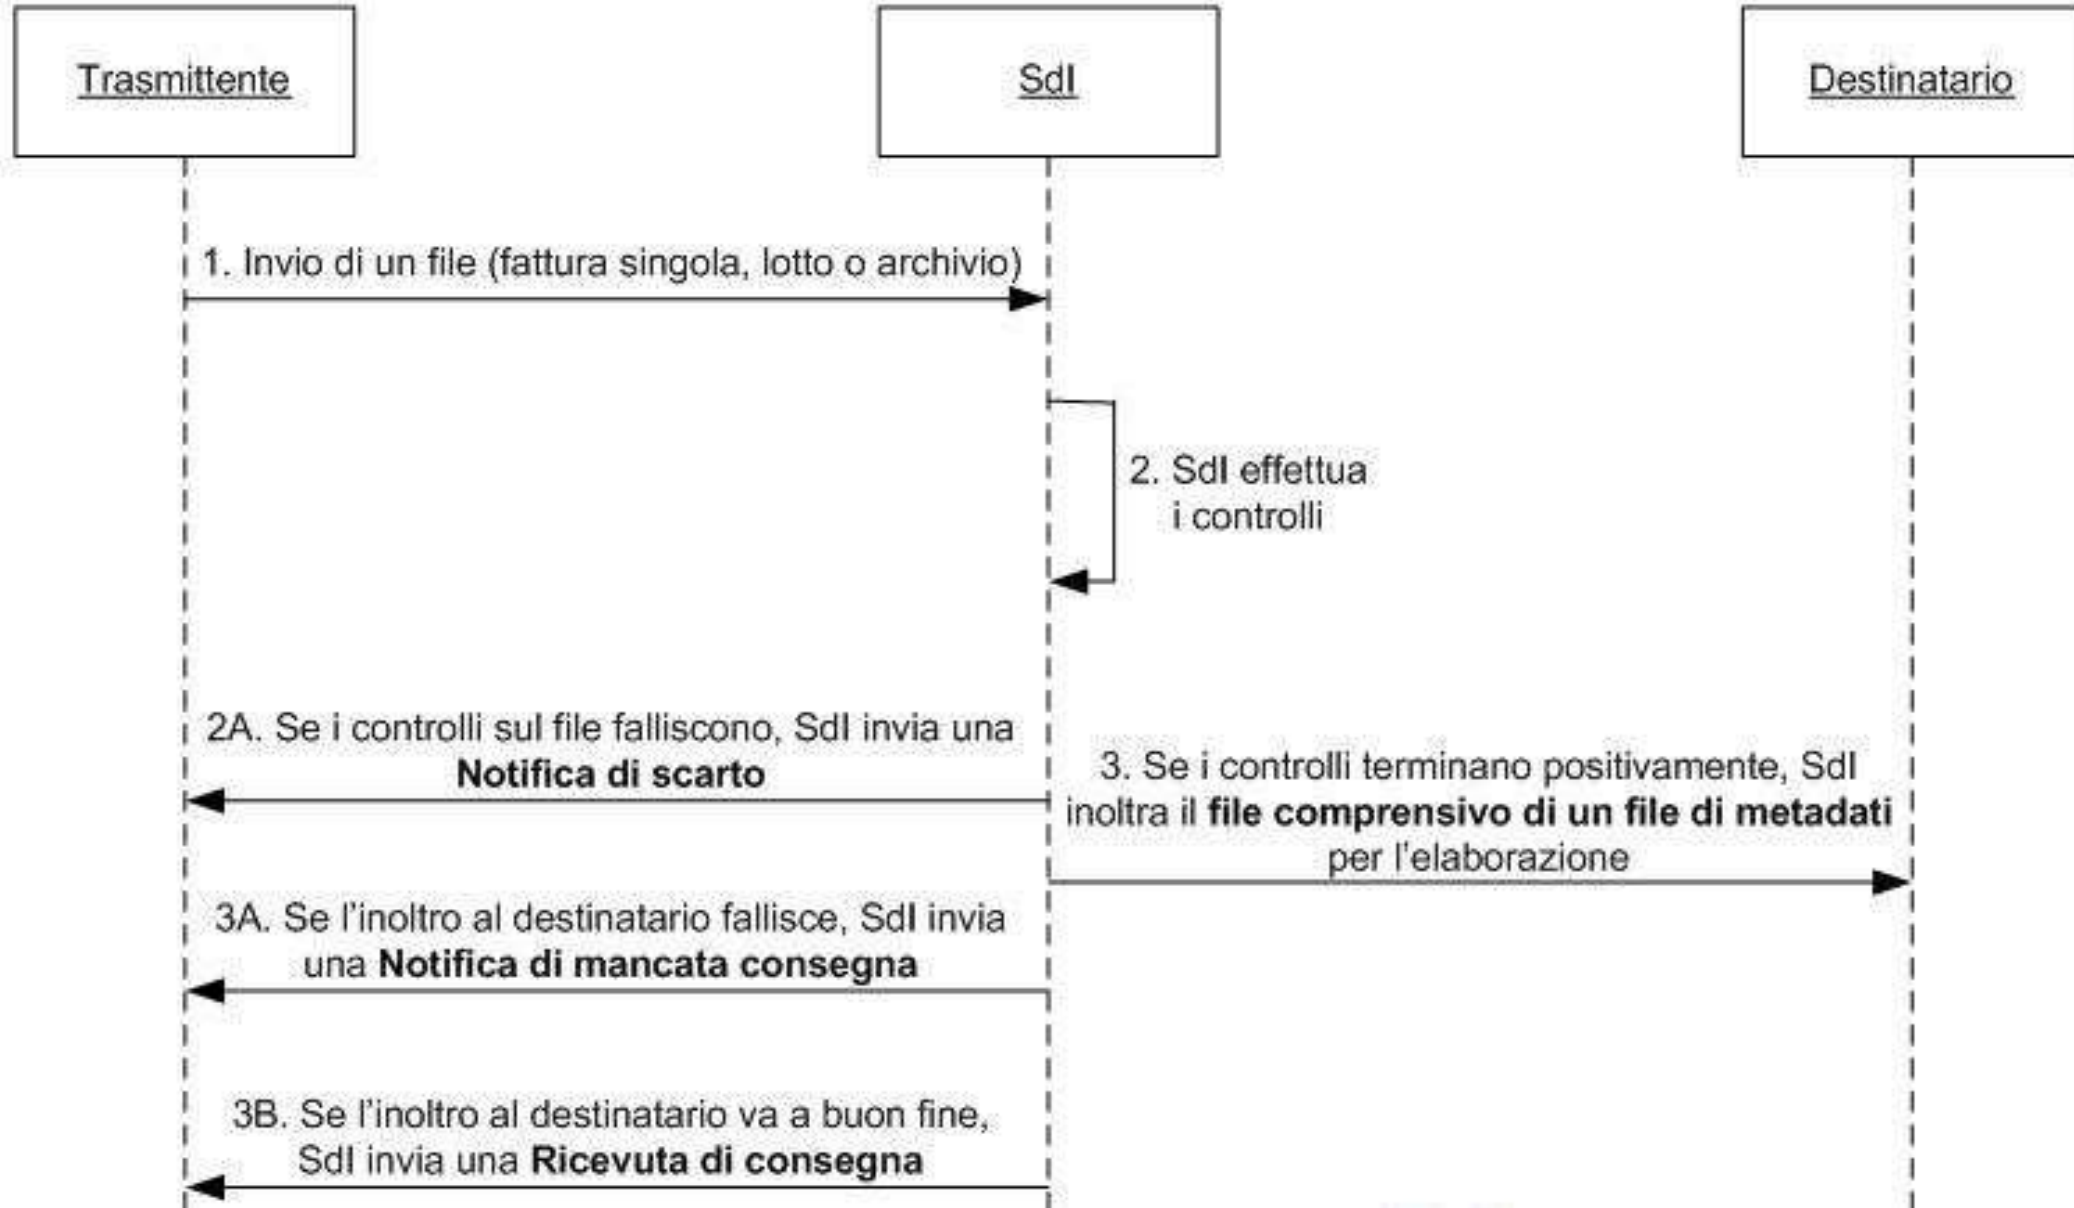 Trasmittente
SdI
Destinatario
1. Invio di un file (fattura singola, lotto o archivio)
2. SdI effettua
i controlli
2A. Se i controlli sul file falliscono, SdI invia una
Notifica di scarto
3. Se i controlli terminano positivamente, SdI
inoltra il file comprensivo di un file di metadati
per l'elaborazione
3A. Se l'inoltro al destinatario fallisce, SdI invia
una Notifica di mancata consegna
3B. Se l'inoltro al destinatario va a buon fine,
SdI invia una Ricevuta di consegna